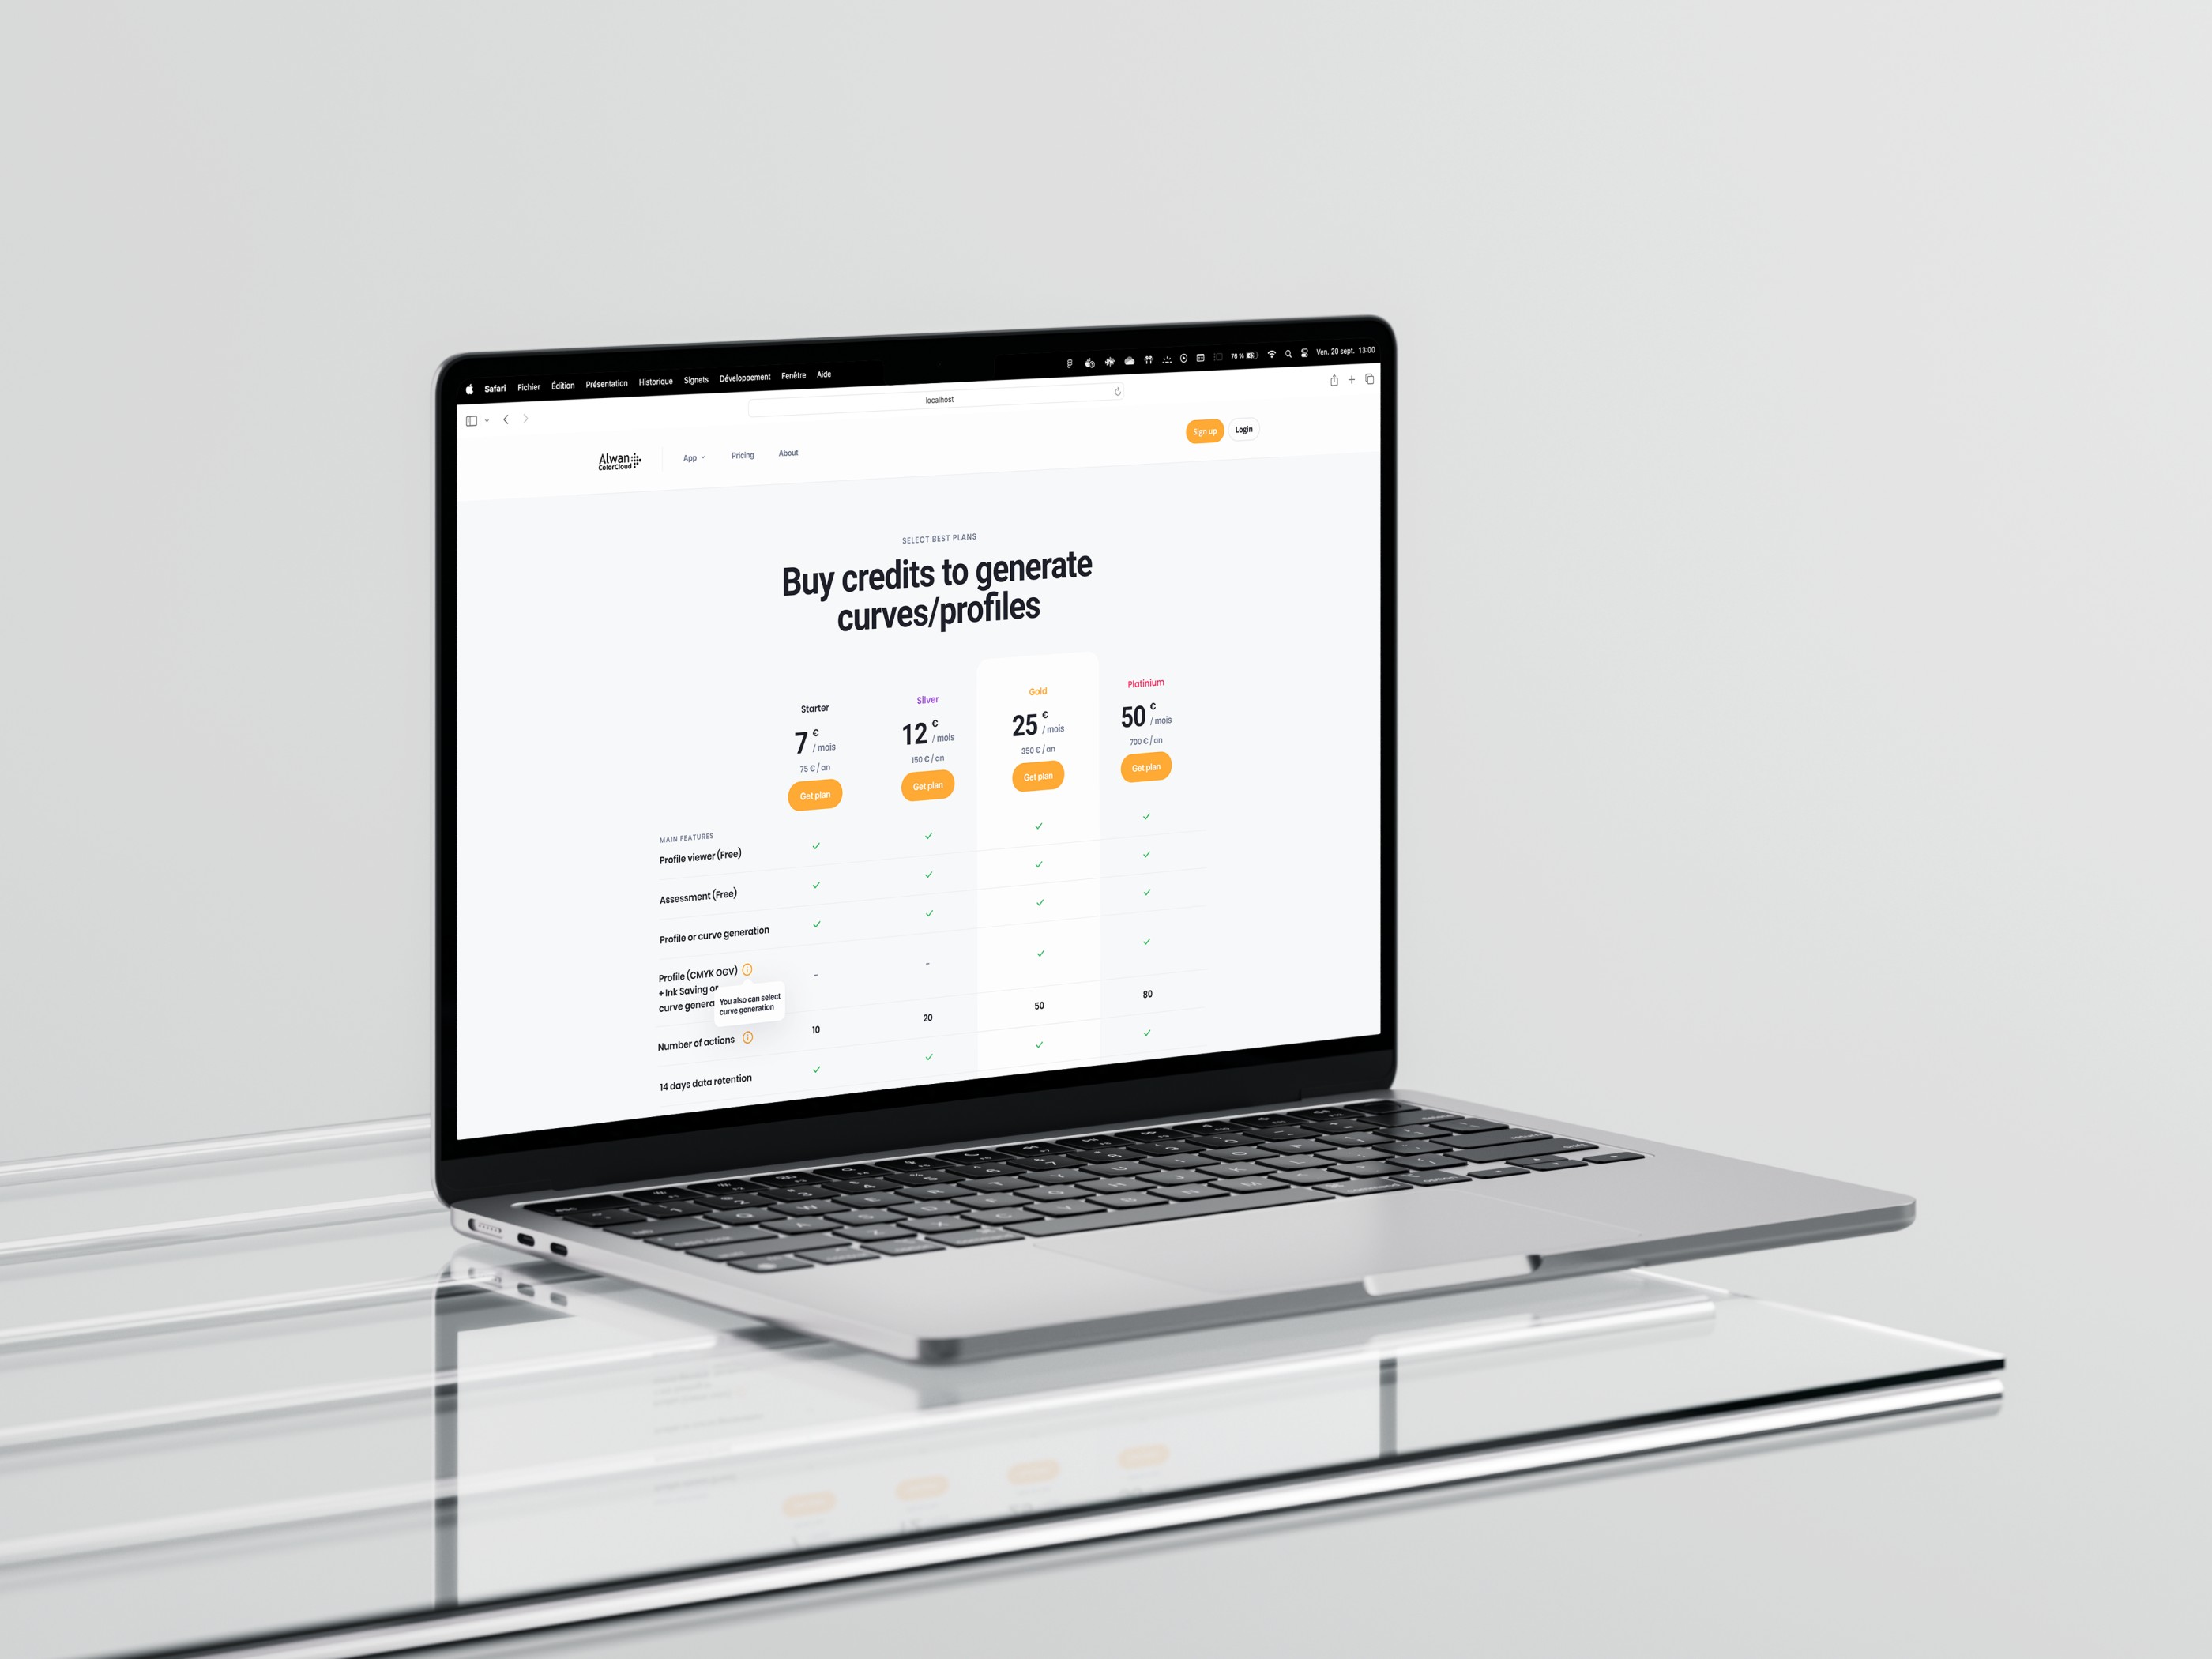 Safari Fichier Édition Présentation Historique Signets Développement Fenêtre Aide
76 % Ven. 20 sept. 13:00
localhost
Alwan
ColorCloud
App Pricing About
Sign up Login
SELECT BEST PLANS
Buy credits to generate
curves/profiles
Starter Silver Gold Platinium
7 € / mois 12 € / mois 25 € / mois 50 € / mois
75 € / an 150 € / an 350 € / an 700 € / an
Get plan Get plan Get plan Get plan
MAIN FEATURES
Profile viewer (Free)
Assessment (Free)
Profile or curve generation
Profile (CMYK OGV) - -
+ Ink Saving or
curve genera
You also can select
curve generation
Number of actions 10 20 50 80
14 days data retention